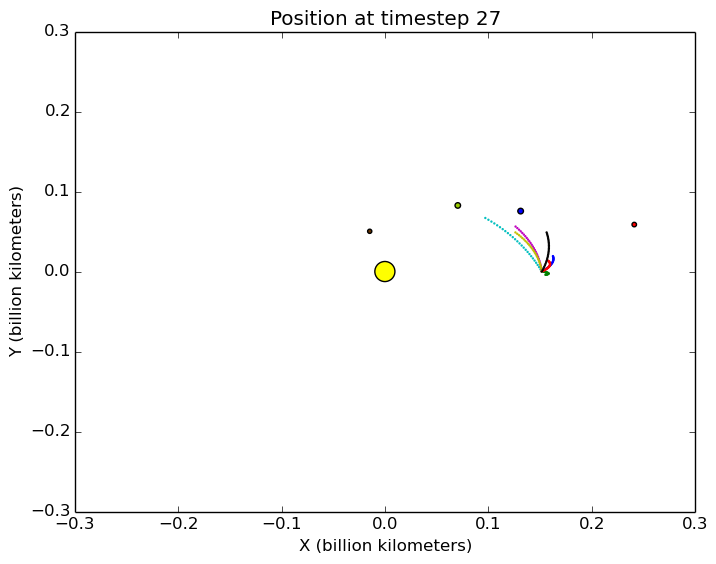 Position at timestep 27
0.3
0.2
0.1
0.0
−0.1
−0.2
−0.3
Y (billion kilometers)
−0.3 −0.2 −0.1 0.0 0.1 0.2 0.3
X (billion kilometers)